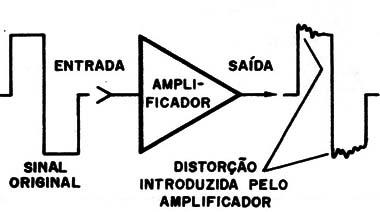 ENTRADA
AMPLI-
FICADOR
SAÍDA
SINAL
ORIGINAL
DISTORÇÃO
INTRODUZIDA PELO
AMPLIFICADOR